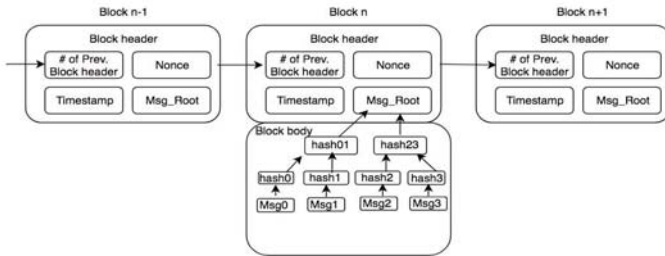 Block n-1
Block n
Block n+1
Block header
Block header
Block header
# of Prev.
Block header
Nonce
# of Prev.
Block header
Nonce
# of Prev.
Block header
Nonce
Timestamp
Msg_Root
Timestamp
Msg_Root
Timestamp
Msg_Root
Block body
hash01
hash23
hash0
hash1
hash2
hash3
Msg0
Msg1
Msg2
Msg3